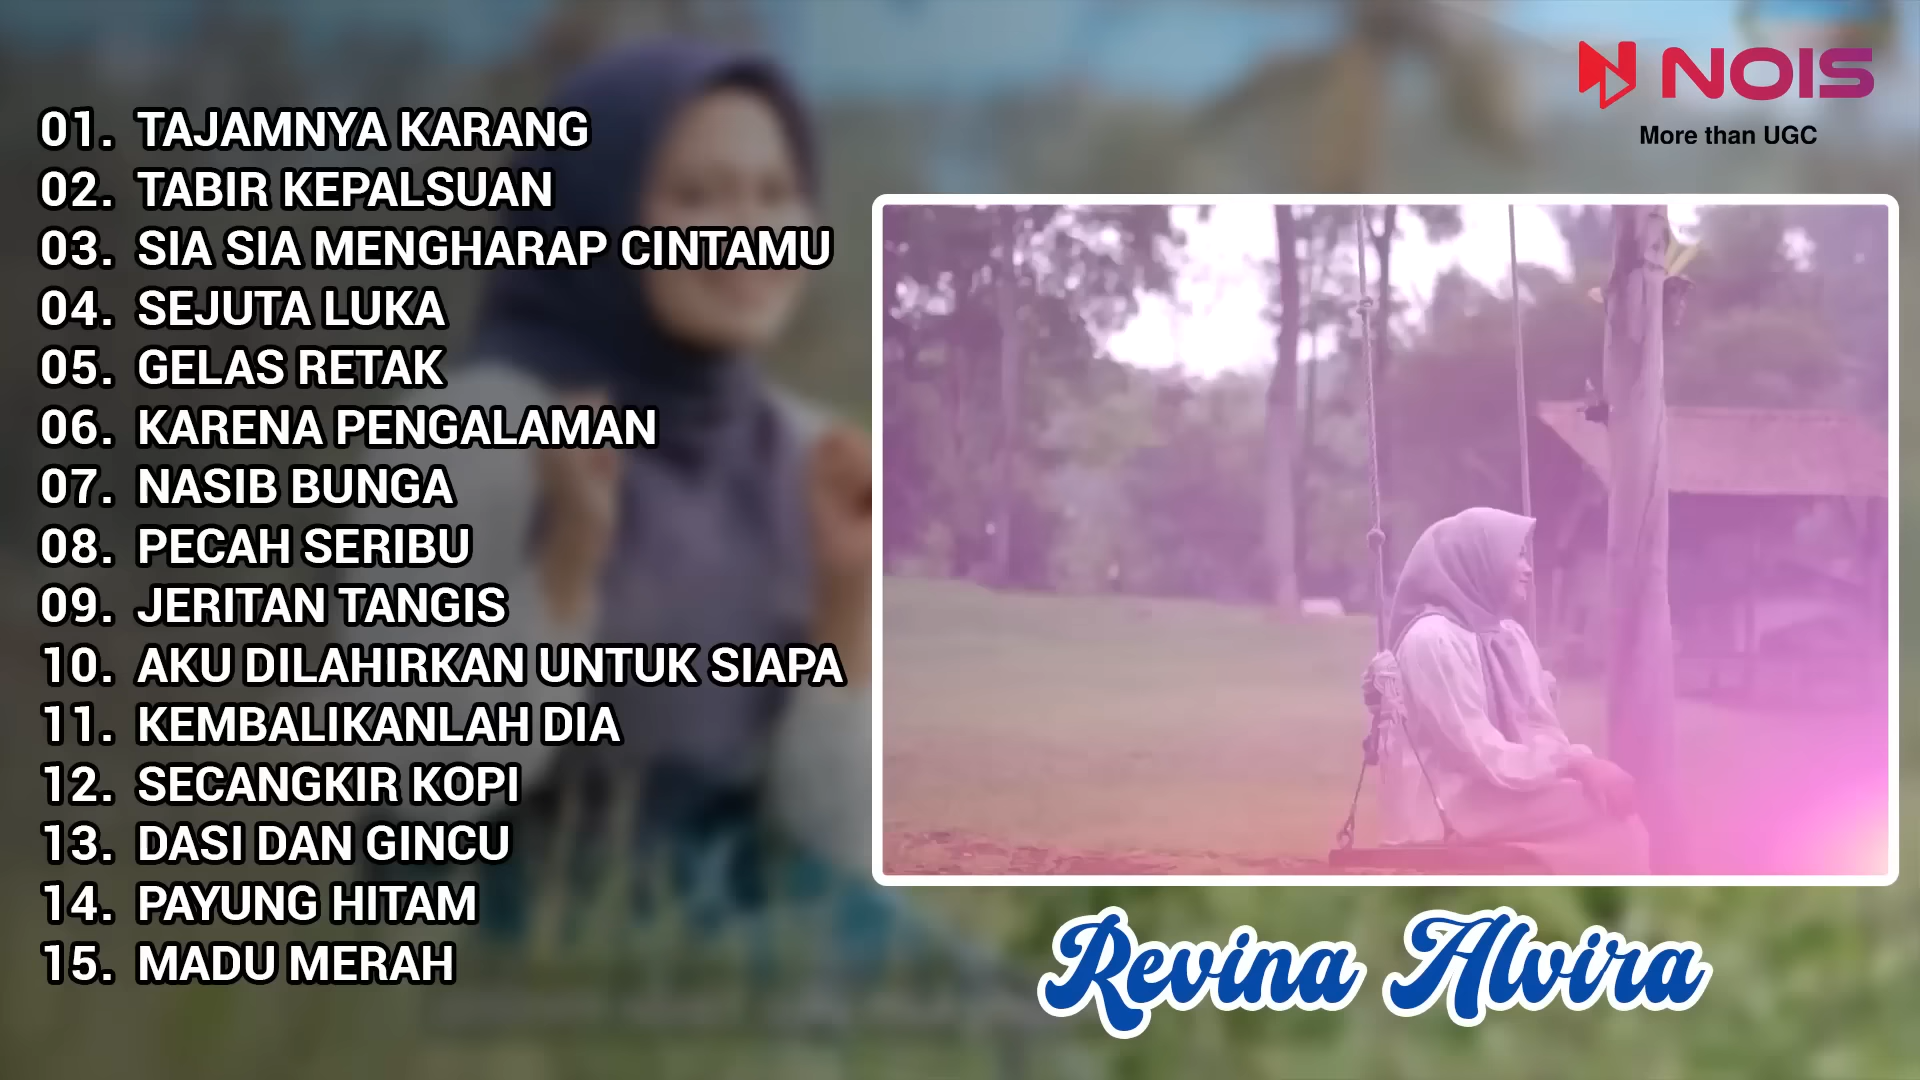 01. TAJAMNYA KARANG
02. TABIR KEPALSUAN
03. SIA SIA MENGHARAP CINTAMU
04. SEJUTA LUKA
05. GELAS RETAK
06. KARENA PENGALAMAN
07. NASIB BUNGA
08. PECAH SERIBU
09. JERITAN TANGIS
10. AKU DILAHIRKAN UNTUK SIAPA
11. KEMBALIKANLAH DIA
12. SECANGKIR KOPI
13. DASI DAN GINCU
14. PAYUNG HITAM
15. MADU MERAH
NOIS
More than UGC
Revina Alvira